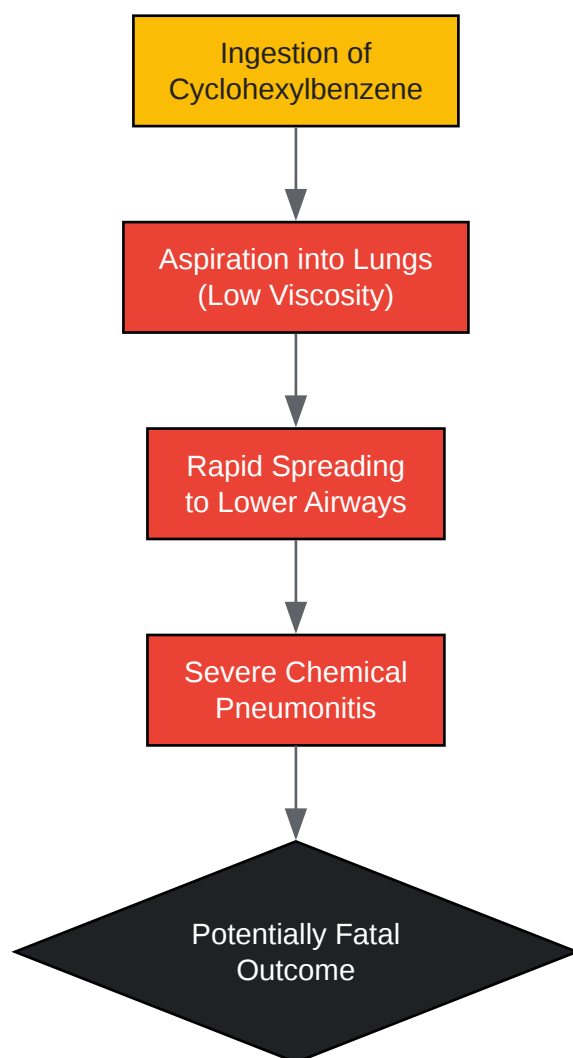 Ingestion of
Cyclohexylbenzene
Aspiration into Lungs
(Low Viscosity)
Rapid Spreading
to Lower Airways
Severe Chemical
Pneumonitis
Potentially Fatal
Outcome